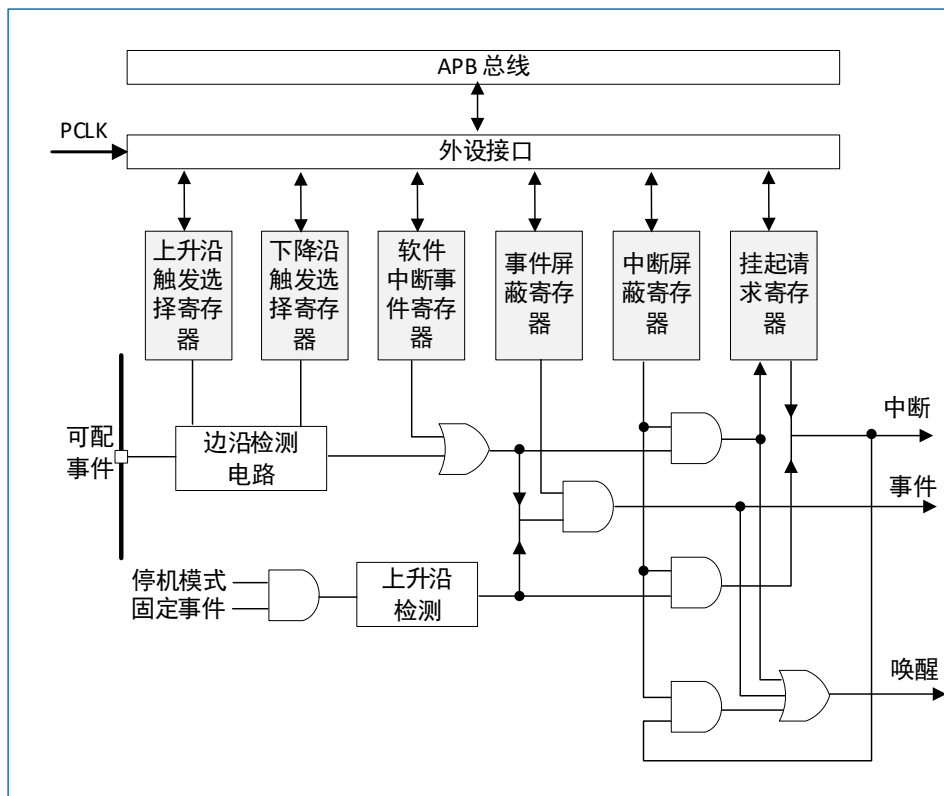 APB 总线
PCLK
外设接口
上升沿
触发选
择寄存
器
下降沿
触发选
择寄存
器
软件
中断事
件寄存
器
事件屏
蔽寄存
器
中断屏
蔽寄存
器
挂起请
求寄存
器
可配
事件
边沿检测
电路
中断
事件
停机模式
固定事件
上升沿
检测
唤醒